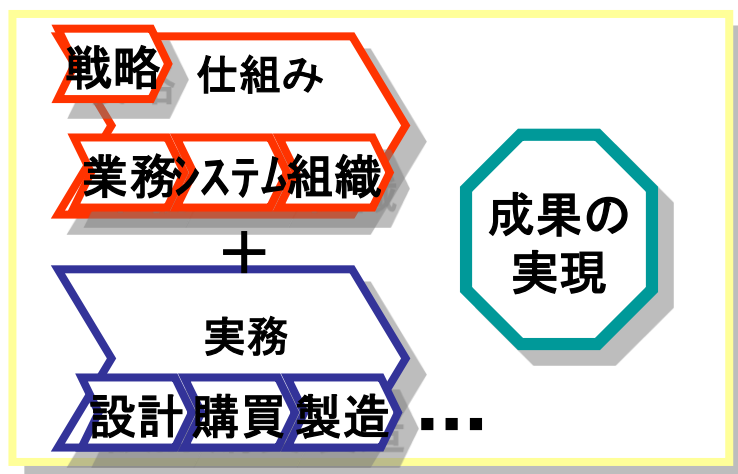 戦略
仕組み
業務
ｼｽﾃﾑ
組織
＋
実務
設計
購買
製造
…
成果の
実現